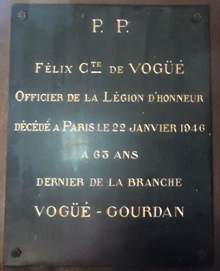 P. P.
FÉLIX CTE DE VOGÜÉ
OFFICIER DE LA LÉGION D'HONNEUR
DÉCÉDÉ A PARIS LE 22 JANVIER 1946
A 63 ANS
DERNIER DE LA BRANCHE
VOGÜÉ - GOURDAN